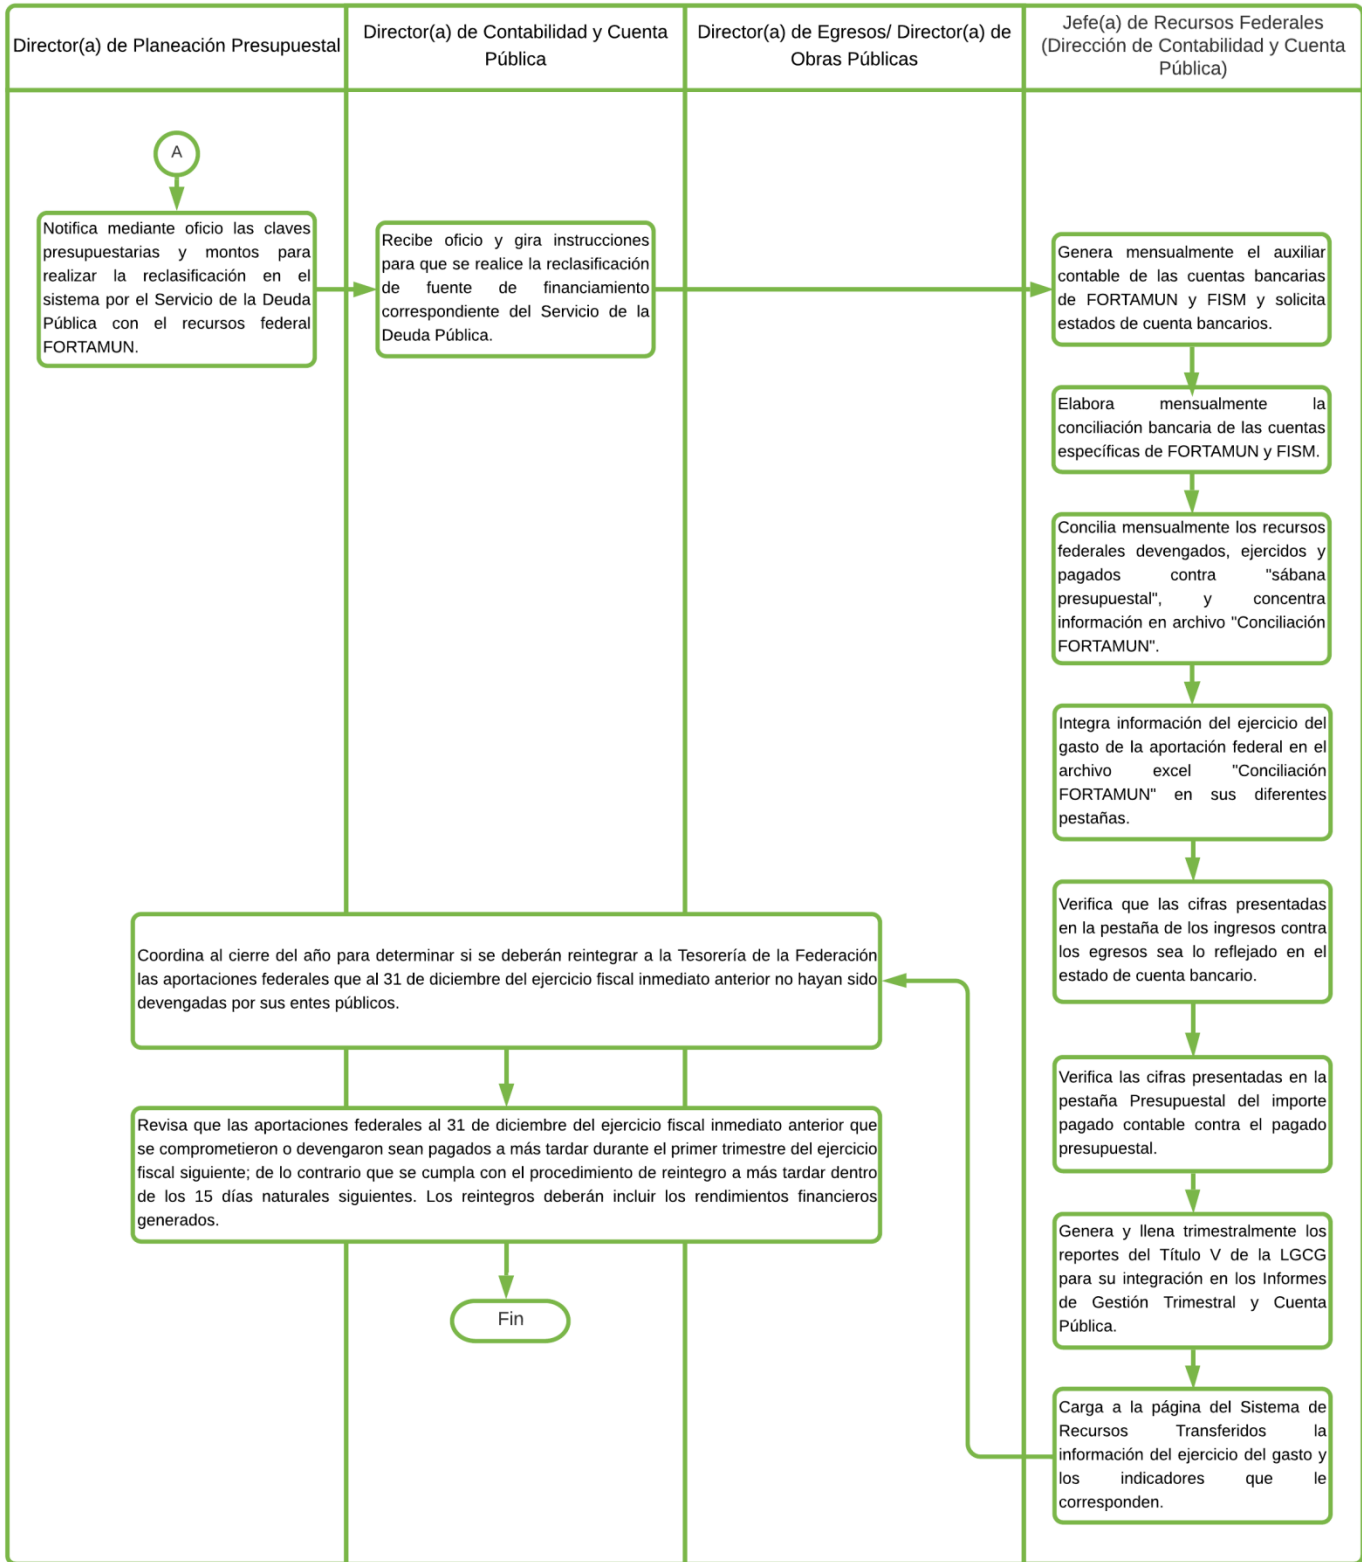 Director(a) de Planeación Presupuestal
Director(a) de Contabilidad y Cuenta
Pública
Director(a) de Egresos/ Director(a) de
Obras Públicas
Jefe(a) de Recursos Federales
(Dirección de Contabilidad y Cuenta
Pública)
A
Notifica mediante oficio las claves
presupuestarias y montos para
realizar la reclasificación en el
sistema por el Servicio de la Deuda
Pública con el recursos federal
FORTAMUN.
Recibe oficio y gira instrucciones
para que se realice la reclasificación
de fuente de financiamiento
correspondiente del Servicio de la
Deuda Pública.
Genera mensualmente el auxiliar
contable de las cuentas bancarias
de FORTAMUN y FISM y solicita
estados de cuenta bancarios.
Elabora mensualmente la
conciliación bancaria de las cuentas
específicas de FORTAMUN y FISM.
Concilia mensualmente los recursos
federales devengados, ejercidos y
pagados contra "sábana
presupuestal", y concentra
información en archivo "Conciliación
FORTAMUN".
Integra información del ejercicio del
gasto de la aportación federal en el
archivo excel "Conciliación
FORTAMUN" en sus diferentes
pestañas.
Verifica que las cifras presentadas
en la pestaña de los ingresos contra
los egresos sea lo reflejado en el
estado de cuenta bancario.
Verifica las cifras presentadas en la
pestaña Presupuestal del importe
pagado contable contra el pagado
presupuestal.
Genera y llena trimestralmente los
reportes del Título V de la LGCG
para su integración en los Informes
de Gestión Trimestral y Cuenta
Pública.
Carga a la página del Sistema de
Recursos Transferidos la
información del ejercicio del gasto y
los indicadores que le
corresponden.
Coordina al cierre del año para determinar si se deberán reintegrar a la Tesorería de la Federación
las aportaciones federales que al 31 de diciembre del ejercicio fiscal inmediato anterior no hayan sido
devengadas por sus entes públicos.
Revisa que las aportaciones federales al 31 de diciembre del ejercicio fiscal inmediato anterior que
se comprometieron o devengaron sean pagados a más tardar durante el primer trimestre del ejercicio
fiscal siguiente; de lo contrario que se cumpla con el procedimiento de reintegro a más tardar dentro
de los 15 días naturales siguientes. Los reintegros deberán incluir los rendimientos financieros
generados.
Fin